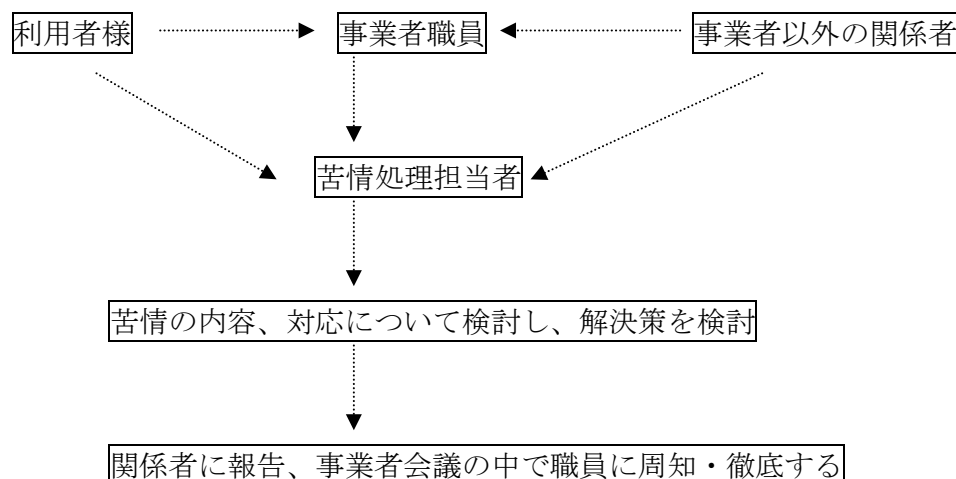 利用者様
事業者職員
事業者以外の関係者
苦情処理担当者
苦情の内容、対応について検討し、解決策を検討
関係者に報告、事業者会議の中で職員に周知・徹底する